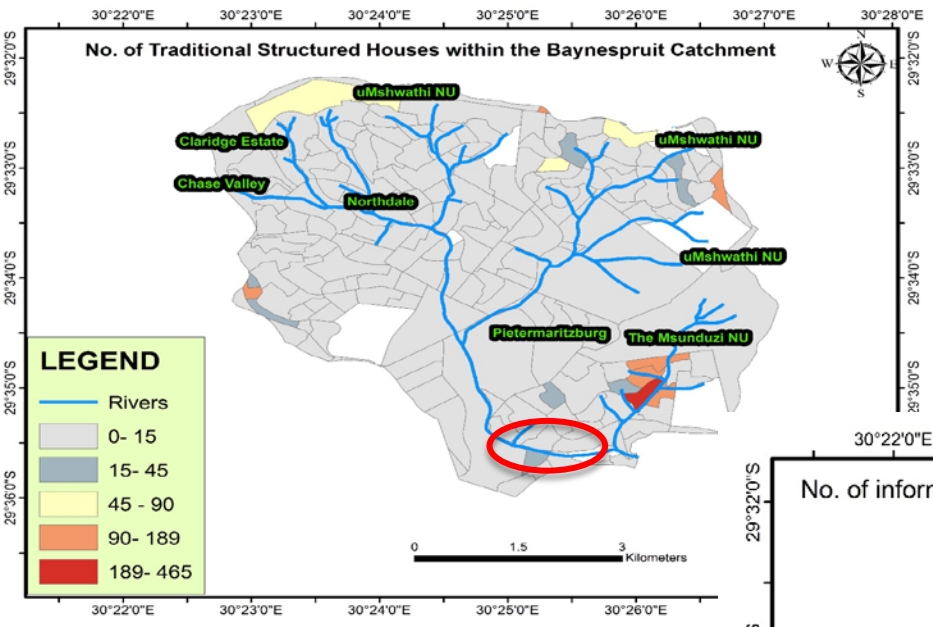 30°22'0"E 30°23'0"E 30°24'0"E 30°25'0"E 30°26'0"E 30°27'0"E 30°28'0"E
No. of Traditional Structured Houses within the Baynespruit Catchment
N
W E
S
29°32'0"S 29°32'0"S
uMshwathi NU
Claridge Estate
uMshwathi NU
29°33'0"S 29°33'0"S
Chase Valley
Northdale
uMshwathi NU
29°34'0"S 29°34'0"S
Pietermaritzburg
The Msunduzi NU
LEGEND
Rivers
0- 15
15- 45
45 - 90
90- 189
189- 465
29°35'0"S 29°35'0"S
29°36'0"S
0 1.5 3
Kilometers
30°22'0"E 30°23'0"E 30°24'0"E 30°25'0"E 30°26'0"E
30°22'0"E
29°32'0"S
No. of inforr